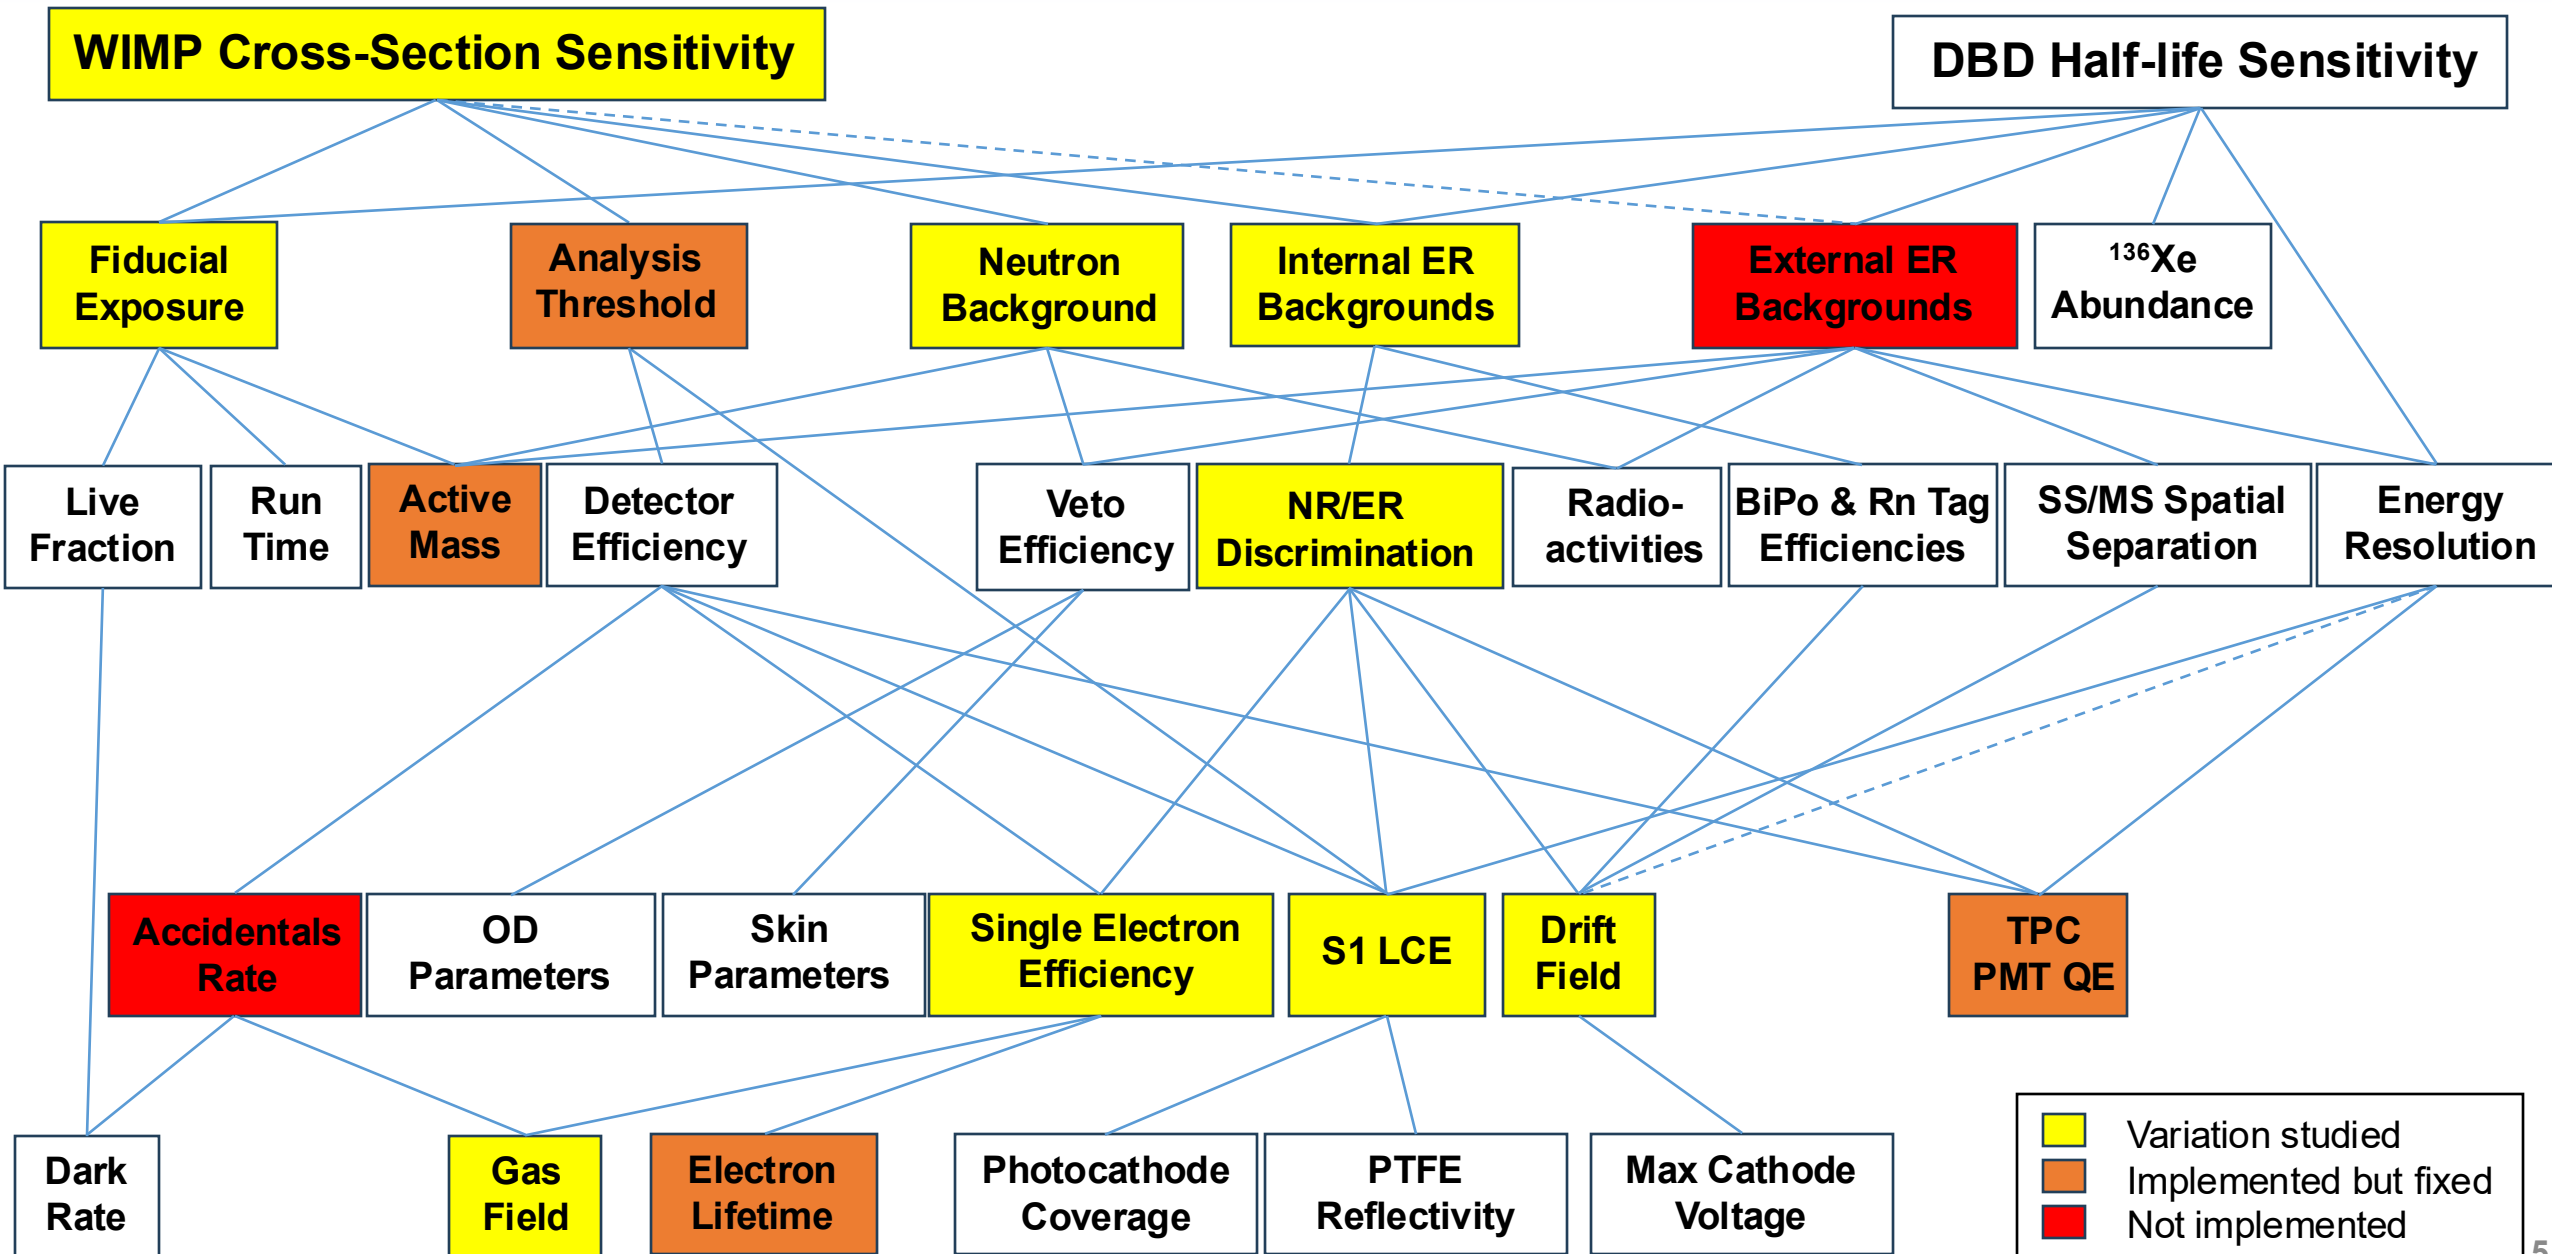 WIMP Cross-Section Sensitivity
DBD Half-life Sensitivity
Fiducial
Exposure
Analysis
Threshold
Neutron
Background
Internal ER
Backgrounds
External ER
Backgrounds
¹³⁶Xe
Abundance
Live
Fraction
Run
Time
Active
Mass
Detector
Efficiency
Veto
Efficiency
NR/ER
Discrimination
Radio-
activities
BiPo & Rn Tag
Efficiencies
SS/MS Spatial
Separation
Energy
Resolution
Accidentals
Rate
OD
Parameters
Skin
Parameters
Single Electron
Efficiency
S1 LCE
Drift
Field
TPC
PMT QE
Dark
Rate
Gas
Field
Electron
Lifetime
Photocathode
Coverage
PTFE
Reflectivity
Max Cathode
Voltage
Variation studied
Implemented but fixed
Not implemented
5